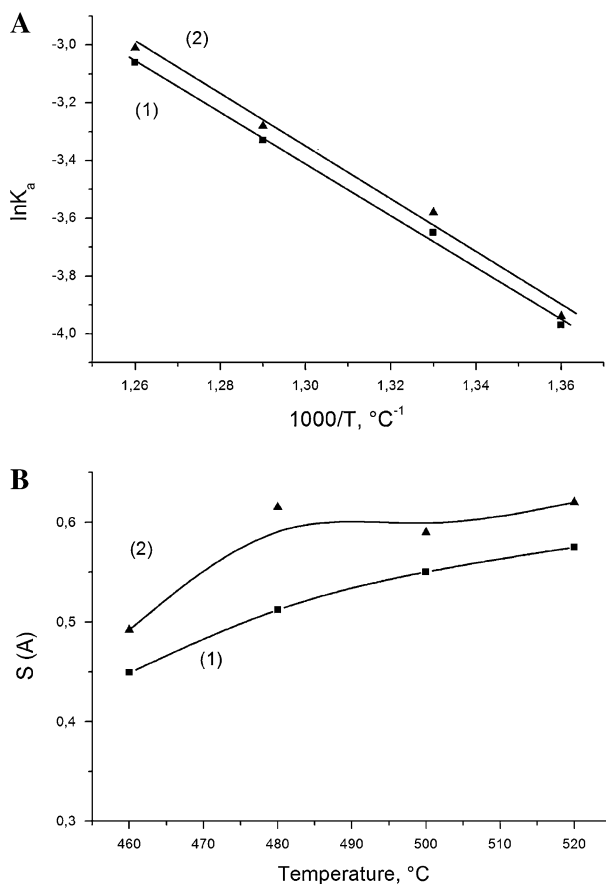 A
-3,0
-3,2
-3,4
-3,6
-3,8
-4,0
lnKa
(2)
(1)
1,26 1,28 1,30 1,32 1,34 1,36
1000/T, °C-1
B
0,6
0,5
0,4
0,3
S (A)
(2)
(1)
460 470 480 490 500 510 520
Temperature, °C